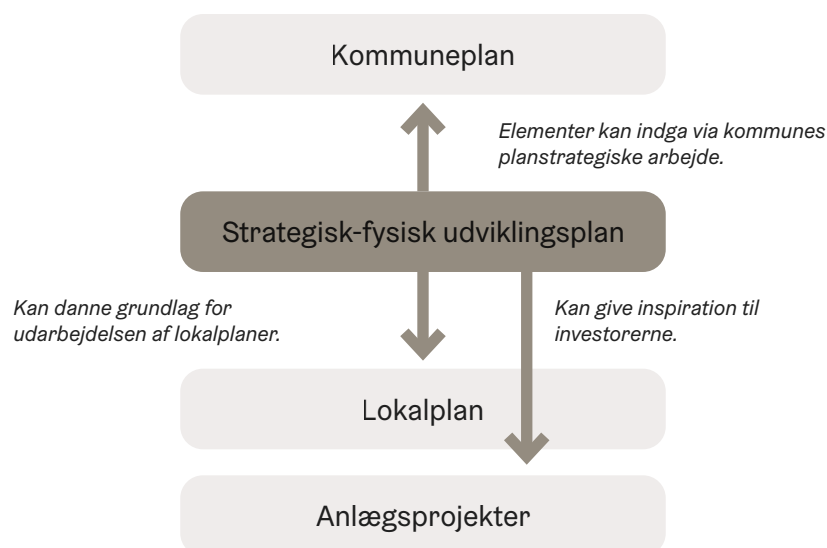 Kommuneplan
Elementer kan indga via kommunes
planstrategiske arbejde.
Strategisk-fysisk udviklingsplan
Kan danne grundlag for
udarbejdelsen af lokalplaner.
Kan give inspiration til
investorerne.
Lokalplan
Anlægsprojekter